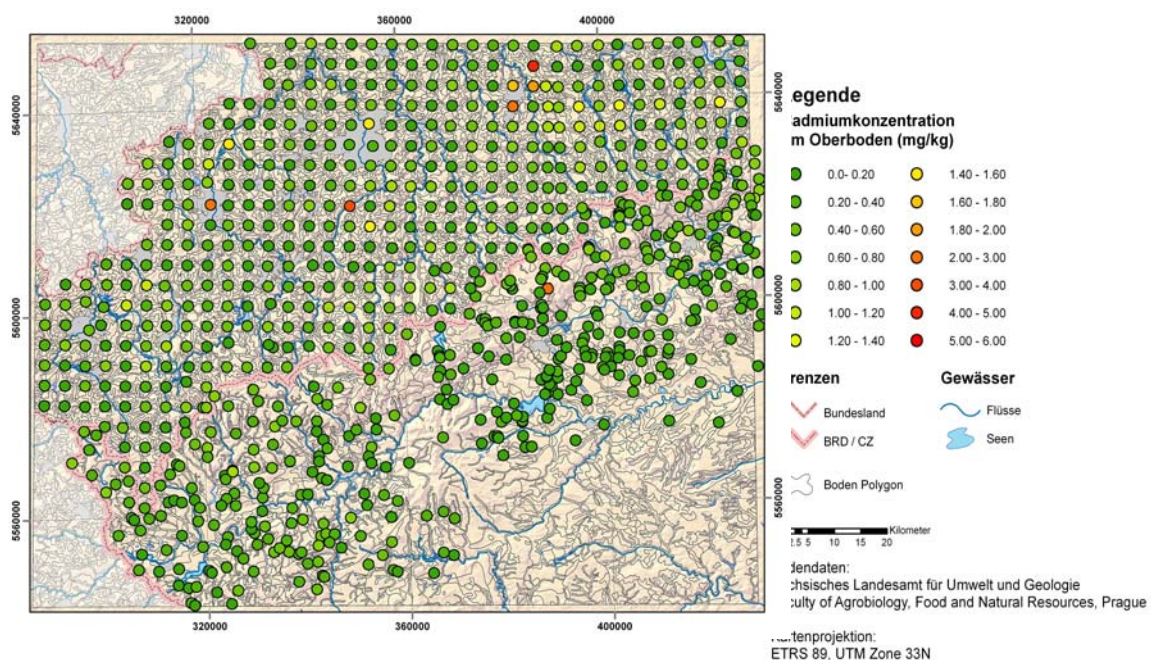 320000 360000 400000
5640000
5600000
5560000
5640000
5600000
5560000
320000 360000 400000
egende
admiumkonzentration
m Oberboden (mg/kg)
0.0- 0.20 1.40 - 1.60
0.20 - 0.40 1.60 - 1.80
0.40 - 0.60 1.80 - 2.00
0.60 - 0.80 2.00 - 3.00
0.80 - 1.00 3.00 - 4.00
1.00 - 1.20 4.00 - 5.00
1.20 - 1.40 5.00 - 6.00
renzen Gewässer
Bundesland Flüsse
BRD / CZ Seen
Boden Polygon
Kilometer
2.5 5 10 15 20
dendaten:
chsisches Landesamt für Umwelt und Geologie
culty of Agrobiology, Food and Natural Resources, Prague
rtenprojektion:
ETRS 89, UTM Zone 33N